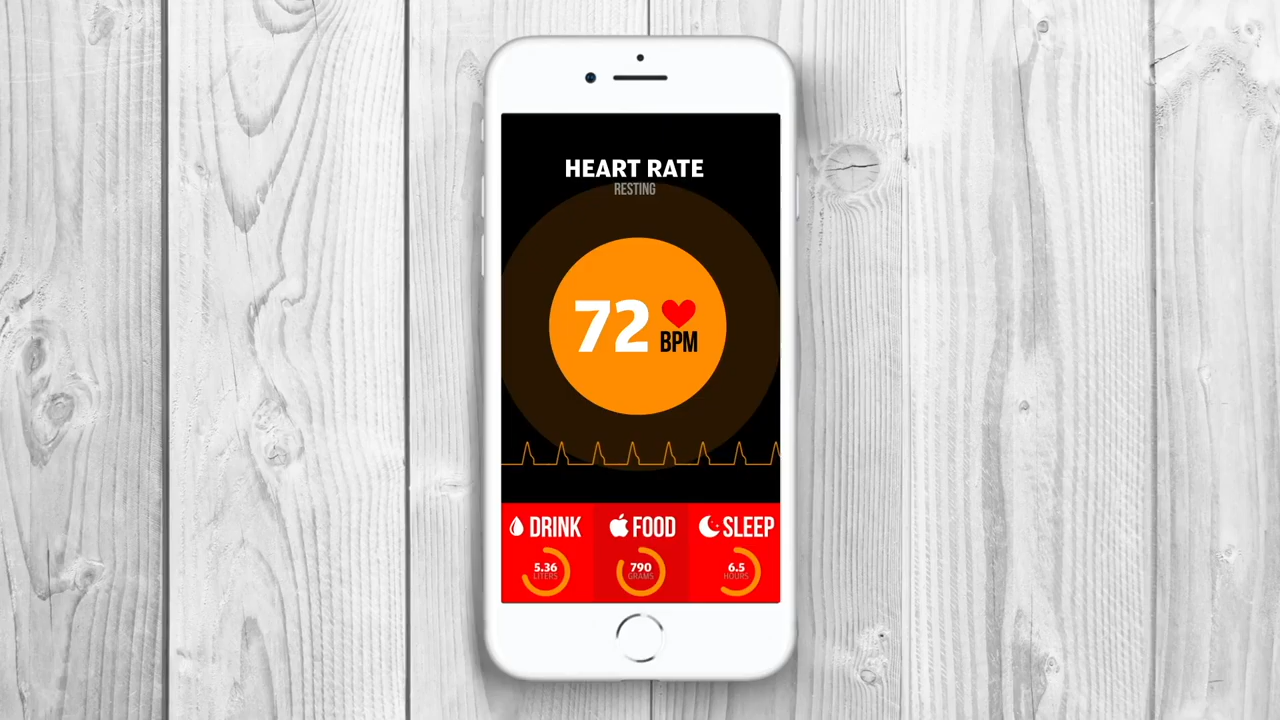 HEART RATE
RESTING
72
BPM
DRINK
5.36
LITERS
FOOD
790
GRAMS
SLEEP
6.5
HOURS